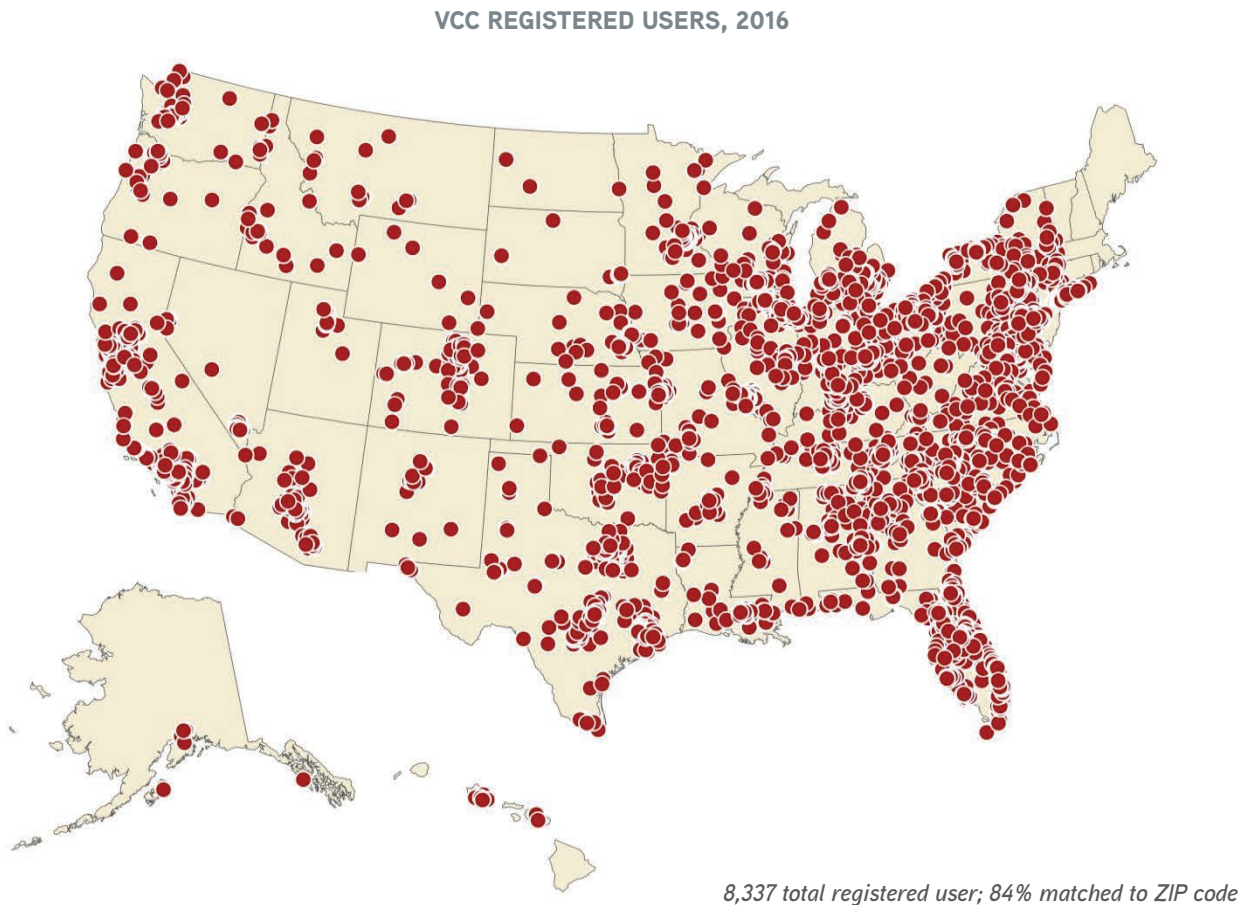 VCC REGISTERED USERS, 2016
8,337 total registered user; 84% matched to ZIP code